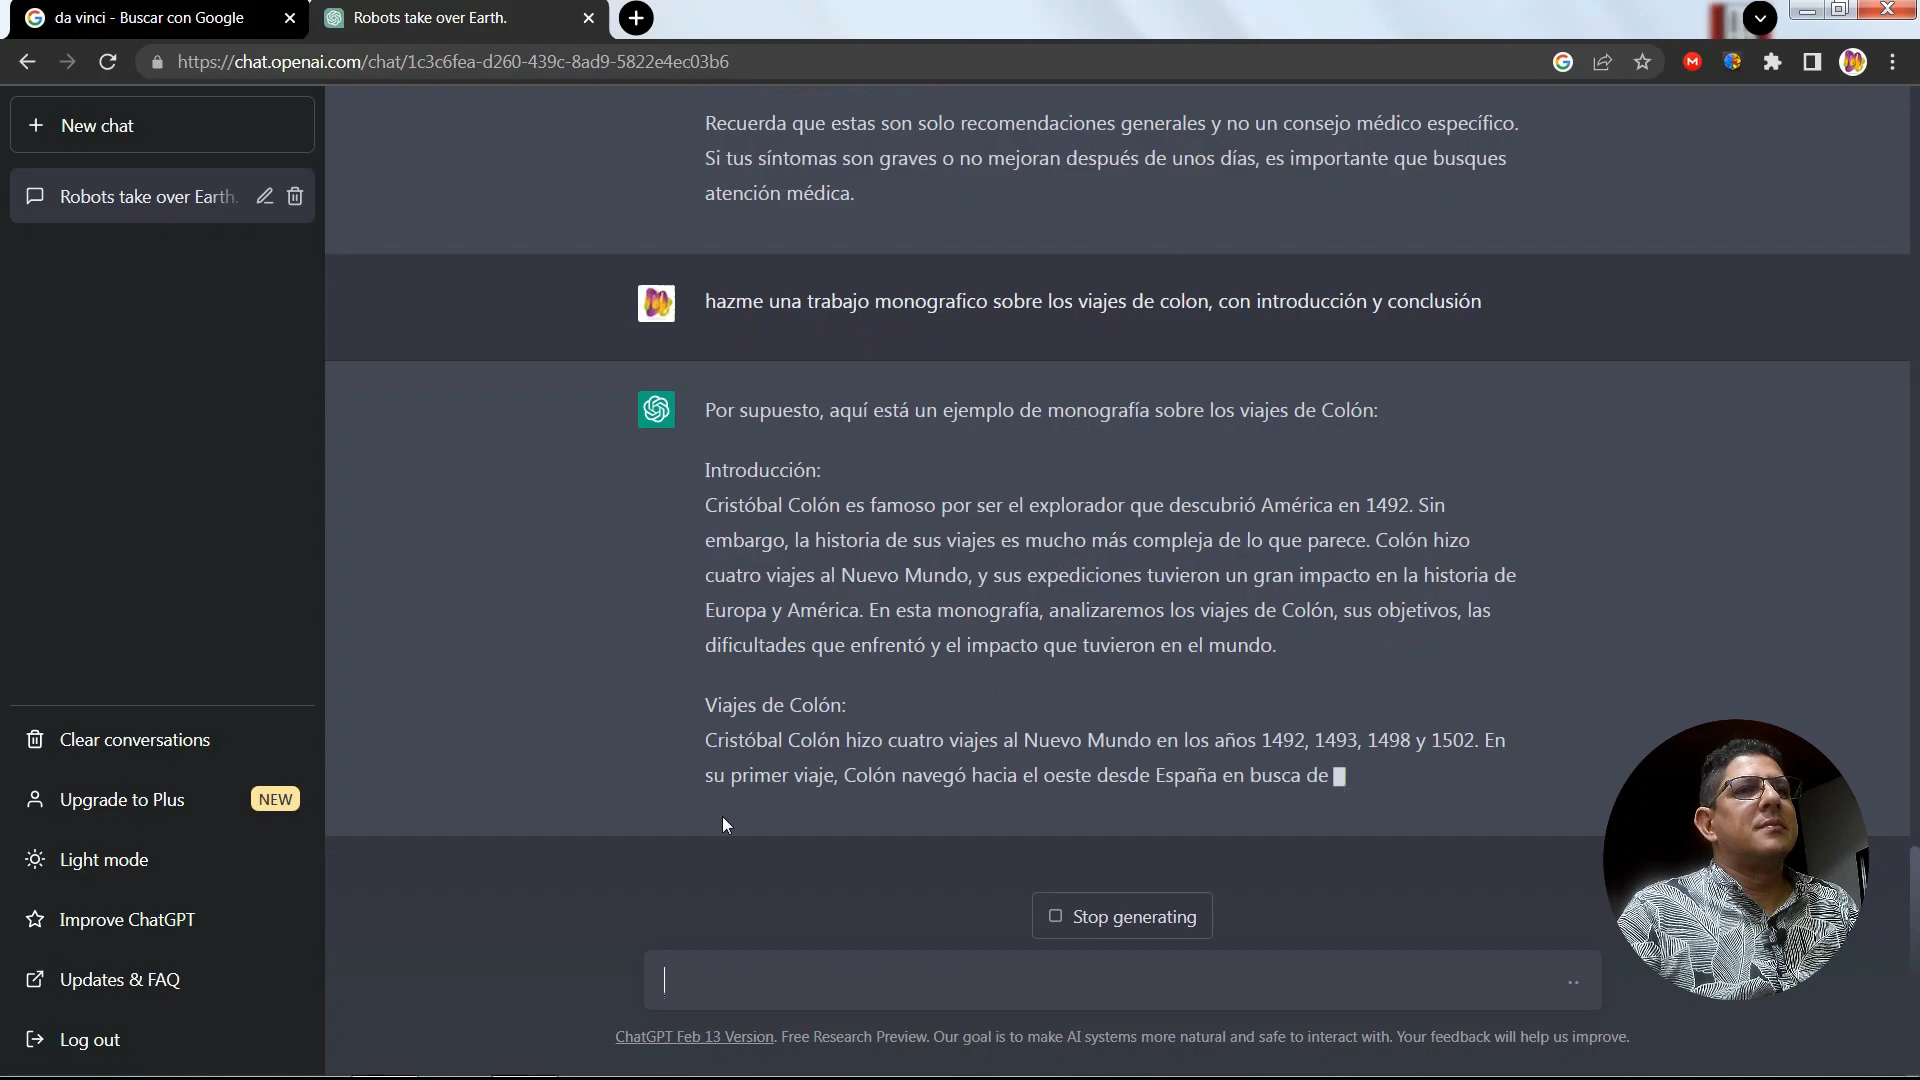 da vinci - Buscar con Google
Robots take over Earth.
https://chat.openai.com/chat/1c3c6fea-d260-439c-8ad9-5822e4ec03b6
New chat
Robots take over Earth.
Recuerda que estas son solo recomendaciones generales y no un consejo médico específico.
Si tus síntomas son graves o no mejoran después de unos días, es importante que busques
atención médica.
hazme una trabajo monografico sobre los viajes de colon, con introducción y conclusión
Por supuesto, aquí está un ejemplo de monografía sobre los viajes de Colón:
Introducción:
Cristóbal Colón es famoso por ser el explorador que descubrió América en 1492. Sin
embargo, la historia de sus viajes es mucho más compleja de lo que parece. Colón hizo
cuatro viajes al Nuevo Mundo, y sus expediciones tuvieron un gran impacto en la historia de
Europa y América. En esta monografía, analizaremos los viajes de Colón, sus objetivos, las
dificultades que enfrentó y el impacto que tuvieron en el mundo.
Viajes de Colón:
Cristóbal Colón hizo cuatro viajes al Nuevo Mundo en los años 1492, 1493, 1498 y 1502. En
su primer viaje, Colón navegó hacia el oeste desde España en busca de
Clear conversations
Upgrade to Plus NEW
Light mode
Improve ChatGPT
Updates & FAQ
Log out
Stop generating
ChatGPT Feb 13 Version. Free Research Preview. Our goal is to make AI systems more natural and safe to interact with. Your feedback will help us improve.